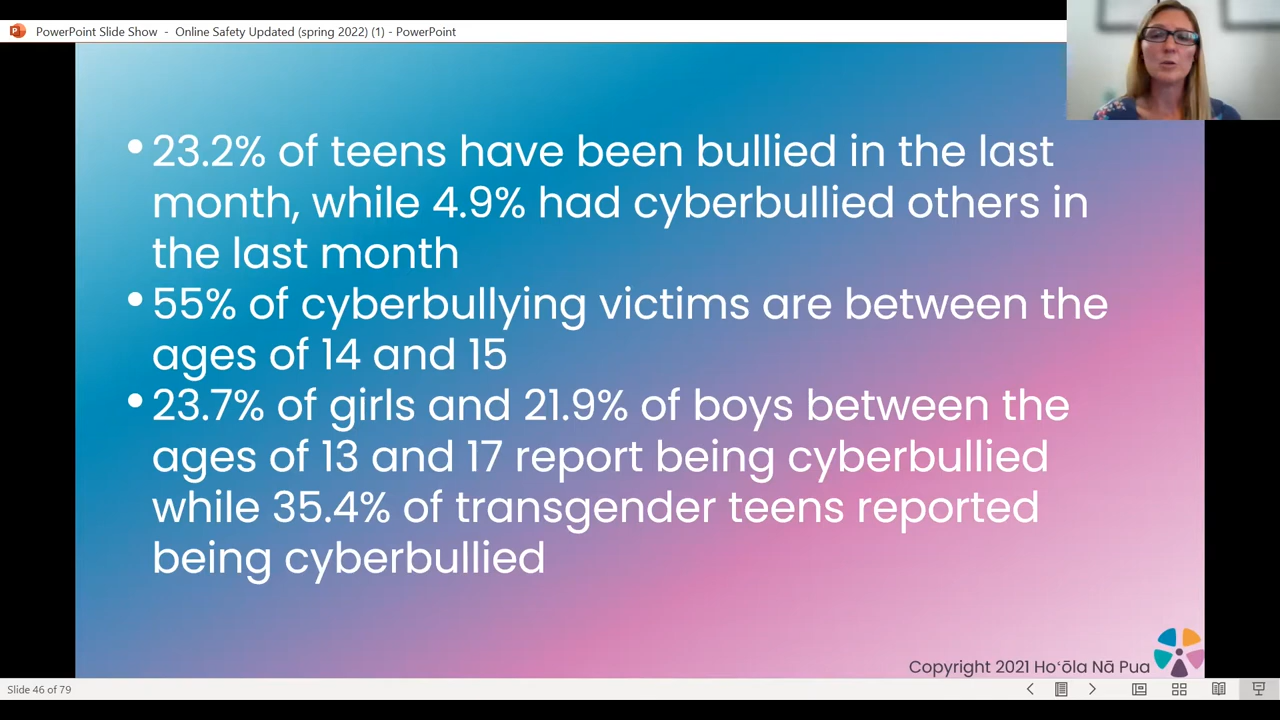 PowerPoint Slide Show - Online Safety Updated (spring 2022) (1) - PowerPoint
• 23.2% of teens have been bullied in the last
month, while 4.9% had cyberbullied others in
the last month
• 55% of cyberbullying victims are between the
ages of 14 and 15
• 23.7% of girls and 21.9% of boys between the
ages of 13 and 17 report being cyberbullied
while 35.4% of transgender teens reported
being cyberbullied
Copyright 2021 Hoʻōla Nā Pua
Slide 46 of 79